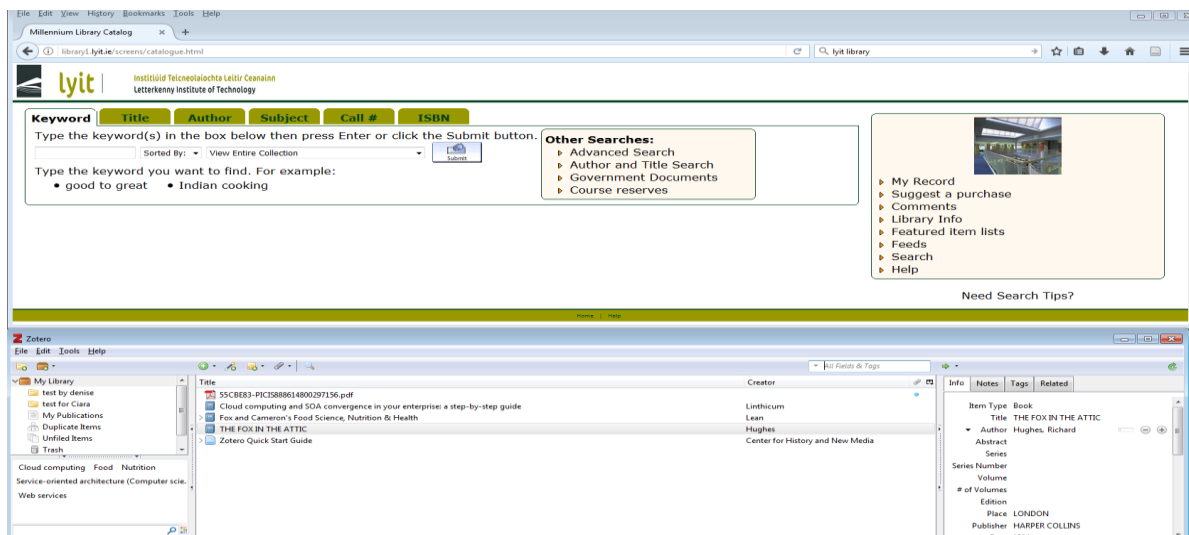 File Edit View History Bookmarks Tools Help
Millennium Library Catalog × +
library1.lyit.ie/screens/catalogue.html
lyit library
lyit
Institiúid Teicneolaíochta Leitir Ceanainn
Letterkenny Institute of Technology
Keyword Title Author Subject Call # ISBN
Type the keyword(s) in the box below then press Enter or click the Submit button.
Sorted By: View Entire Collection
Submit
Type the keyword you want to find. For example:
• good to great • Indian cooking
Other Searches:
Advanced Search
Author and Title Search
Government Documents
Course reserves
My Record
Suggest a purchase
Comments
Library Info
Featured item lists
Feeds
Search
Help
Need Search Tips?
Home | Help
Z Zotero
File Edit Tools Help
All Fields & Tags
My Library
test by denise
test for Ciara
My Publications
Duplicate Items
Unfiled Items
Trash
Cloud computing Food Nutrition
Service-oriented architecture (Computer scie.
Web services
Title Creator
55CBE83-PICIS888614800297156.pdf
Cloud computing and SOA convergence in your enterprise: a step-by-step guide Linthicum
Fox and Cameron's Food Science, Nutrition & Health Lean
THE FOX IN THE ATTIC Hughes
Zotero Quick Start Guide Center for History and New Media
Info Notes Tags Related
Item Type Book
Title THE FOX IN THE ATTIC
Author Hughes, Richard
Abstract
Series
Series Number
Volume
# of Volumes
Edition
Place LONDON
Publisher HARPER COLLINS